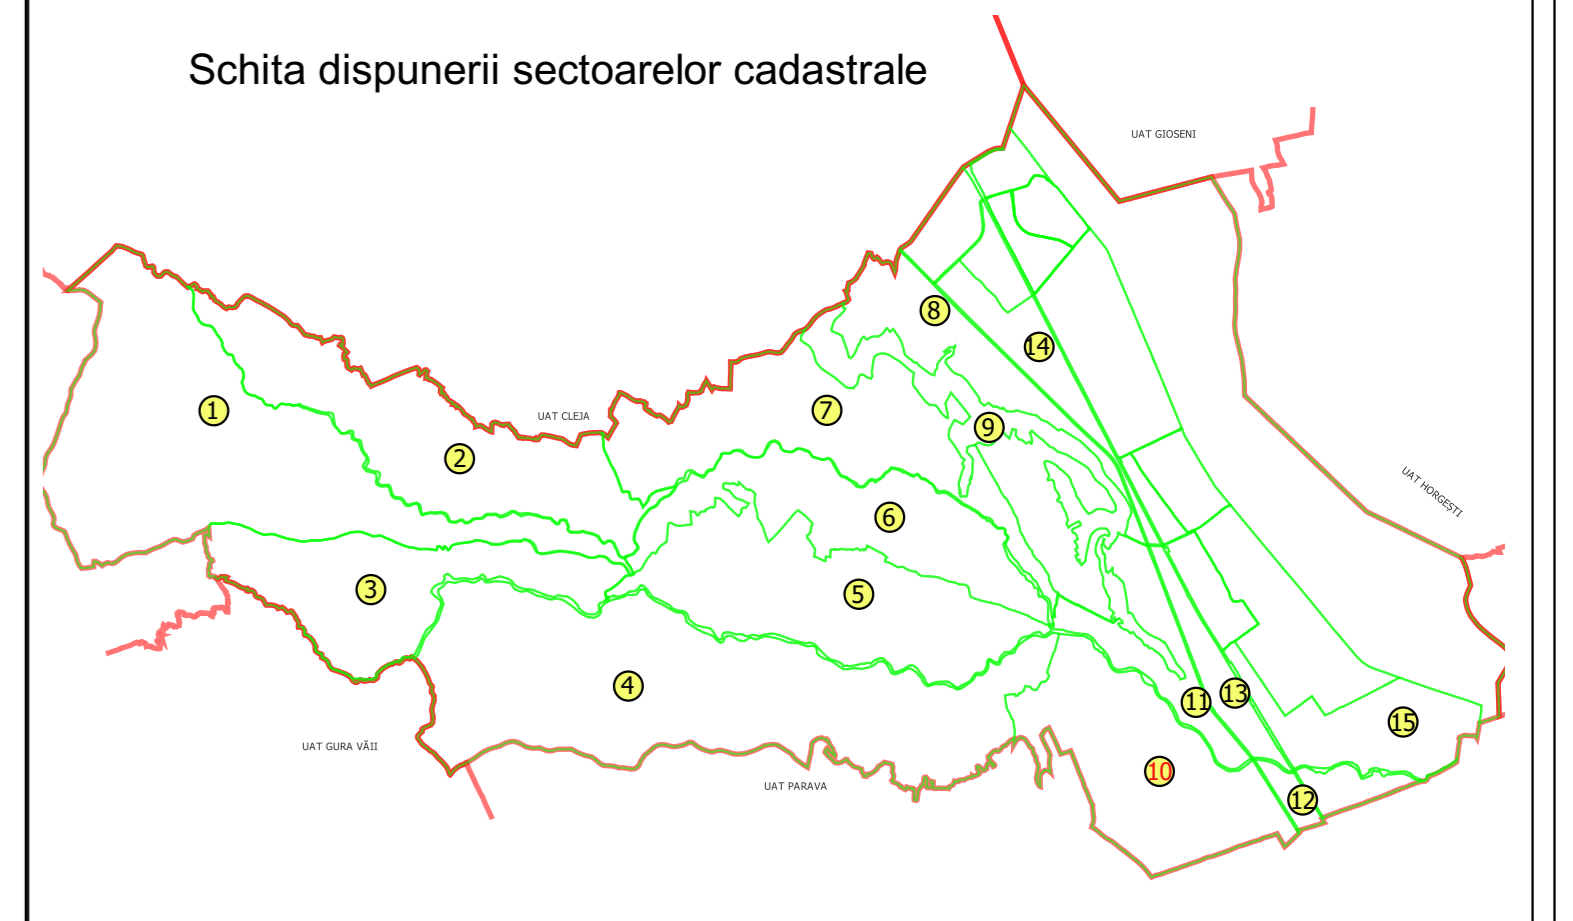 Schita dispunerii sectoarelor cadastrale
UAT GIOSENI
8
14
1
UAT CLEJA
7
9
2
UAT HORGEȘTI
6
3
5
4
13
11
15
UAT GURA VĂII
10
UAT PARAVA
12